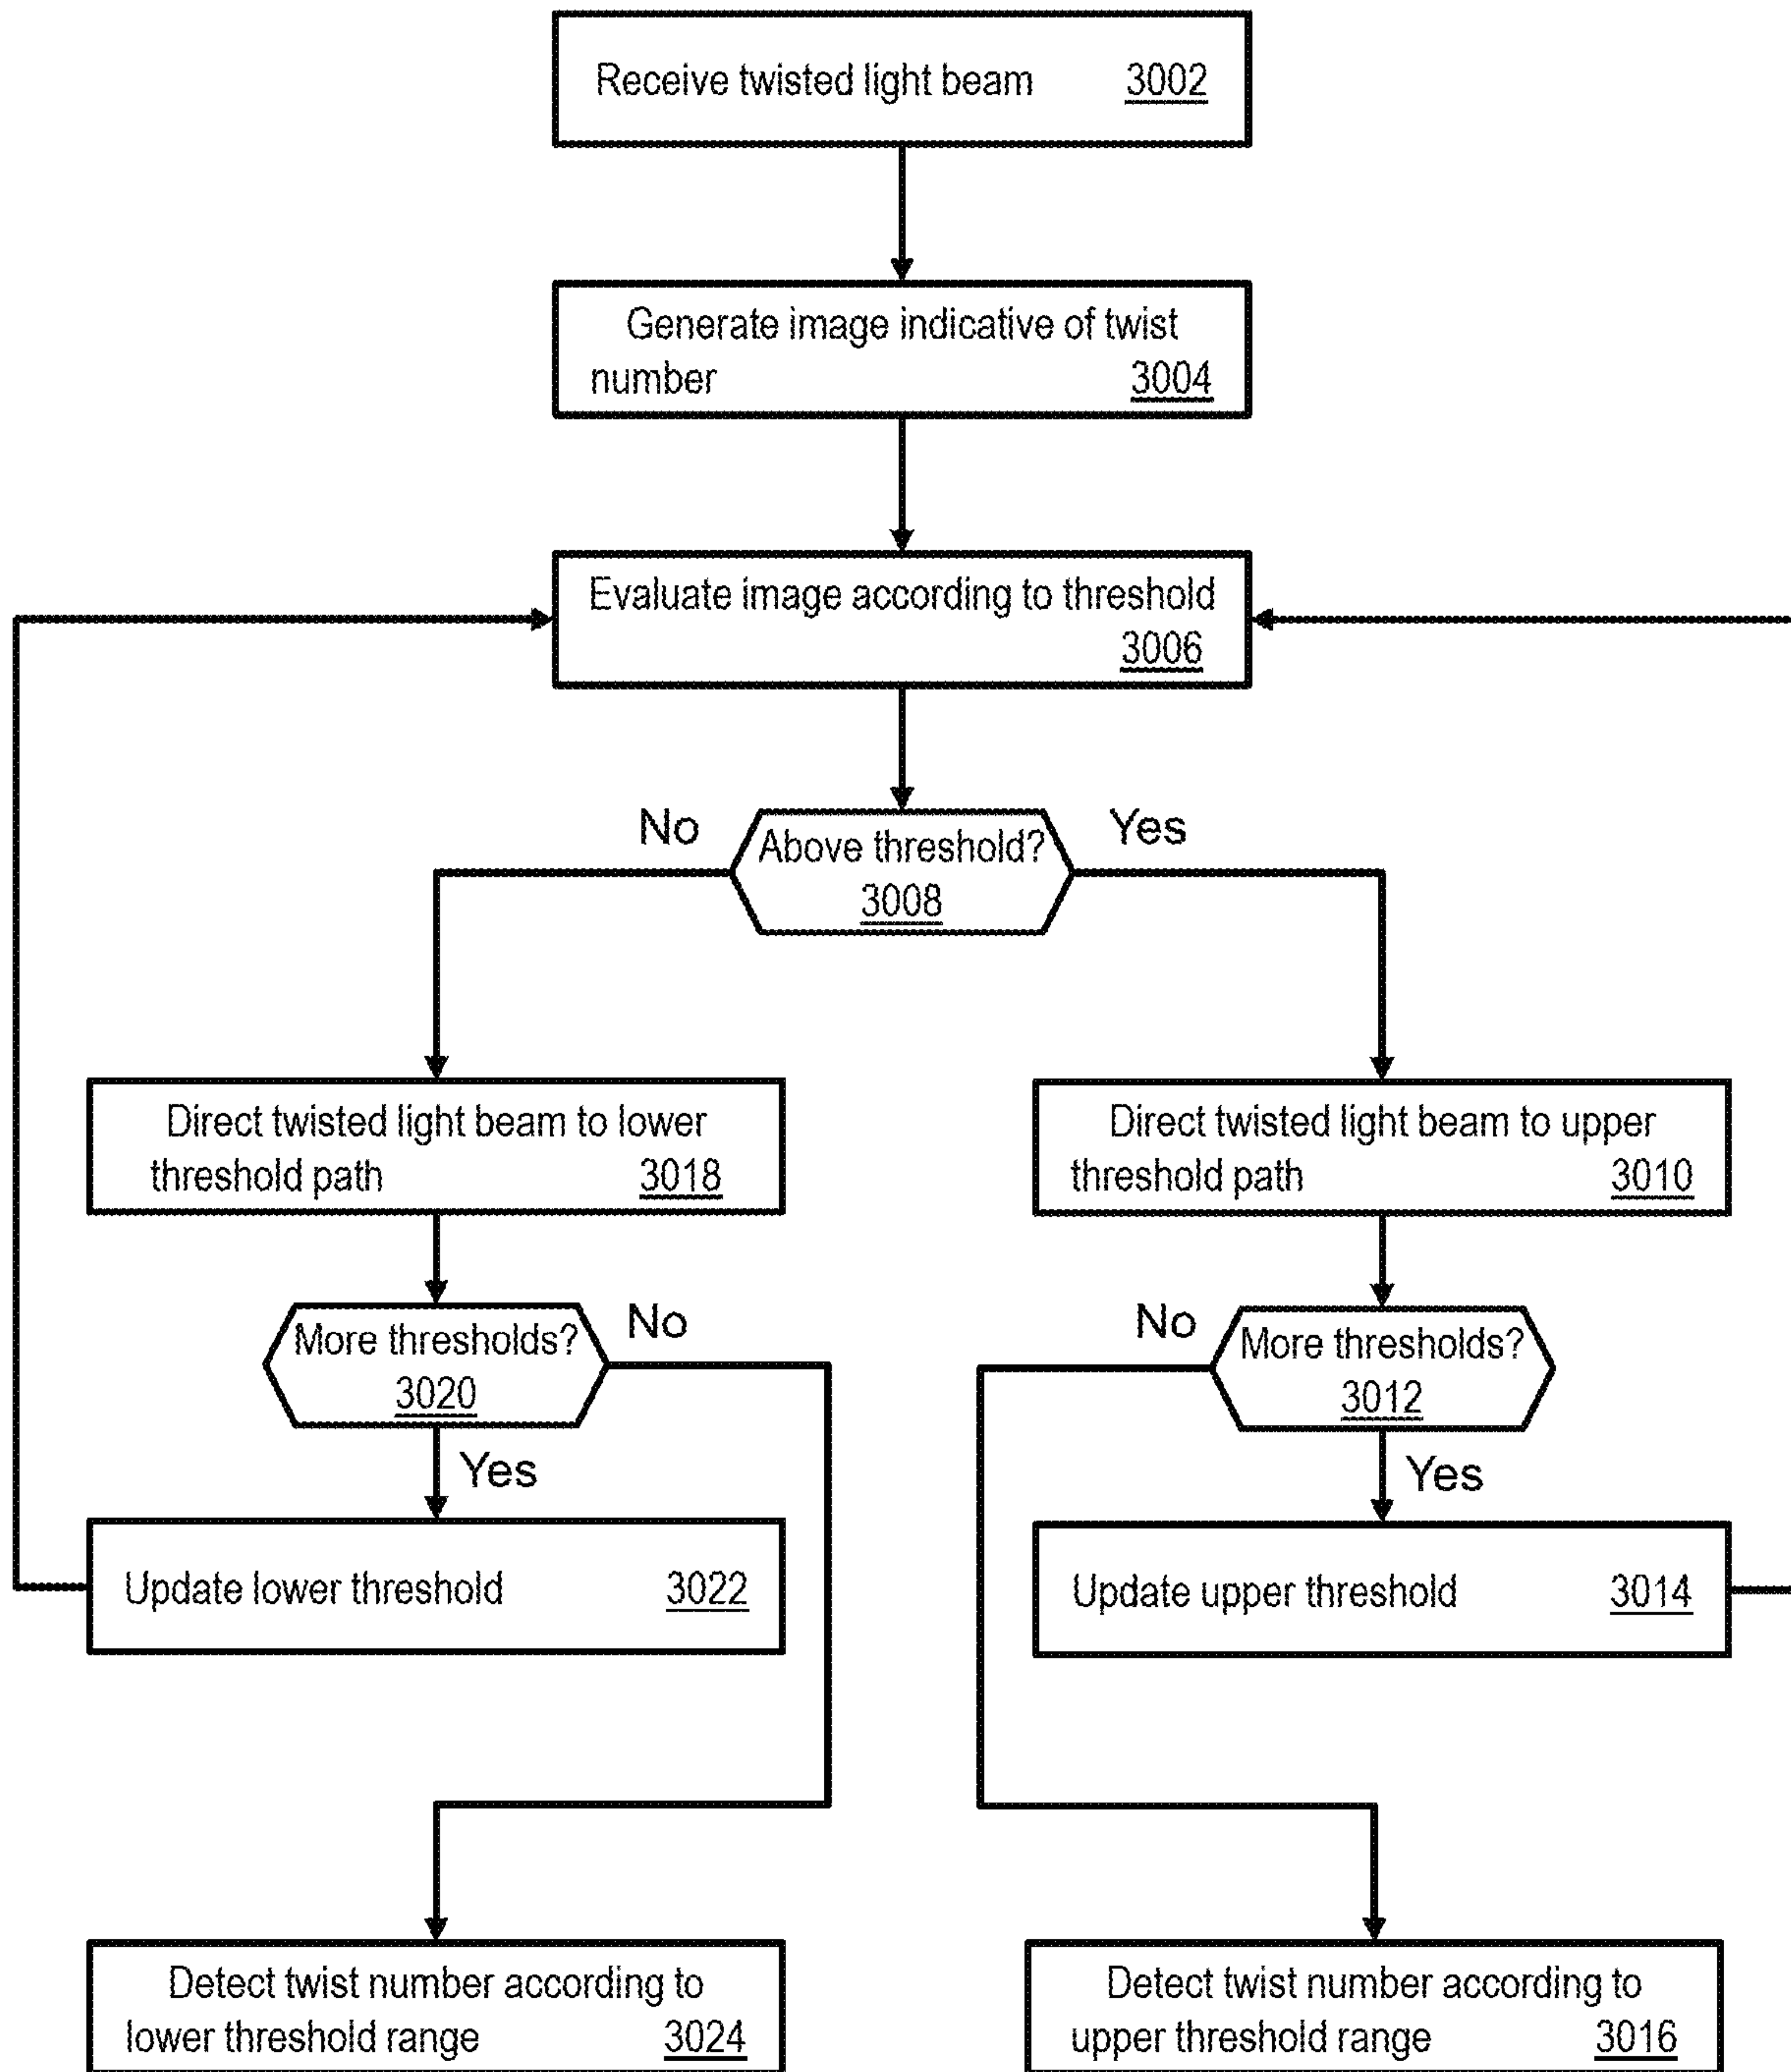 Receive twisted light beam 3002
Generate image indicative of twist
number 3004
Evaluate image according to threshold
3006
No
Above threshold?
3008
Yes
Direct twisted light beam to lower
threshold path 3018
Direct twisted light beam to upper
threshold path 3010
More thresholds?
3020
No
Yes
No
More thresholds?
3012
Yes
Update lower threshold 3022
Update upper threshold 3014
Detect twist number according to
lower threshold range 3024
Detect twist number according to
upper threshold range 3016